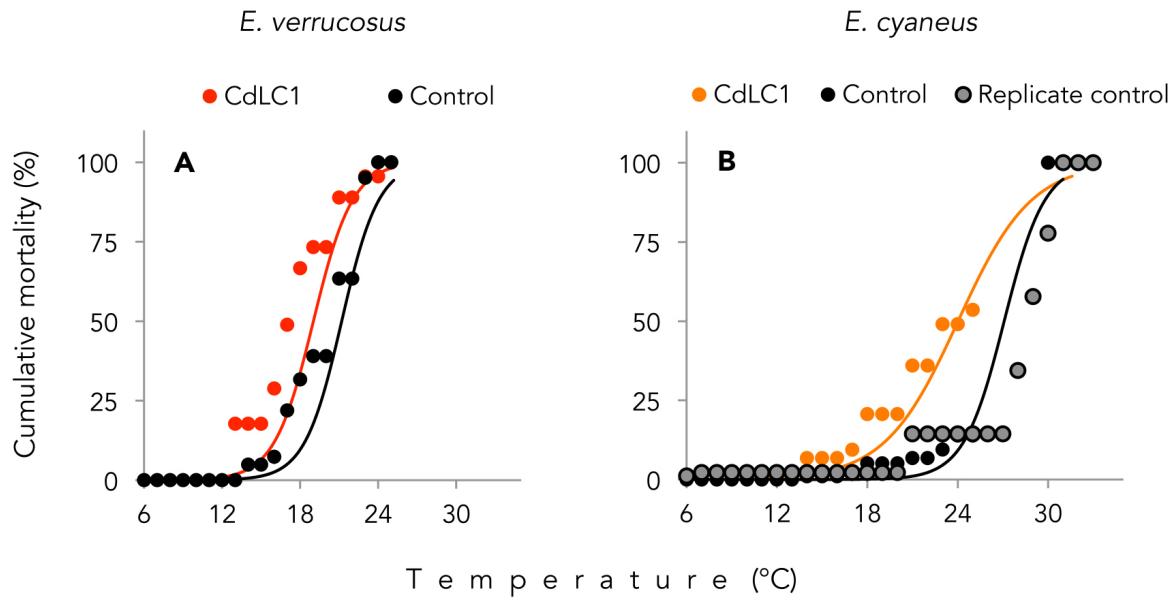 E. verrucosus
E. cyaneus
CdLC1 Control
CdLC1 Control Replicate control
Cumulative mortality (%)
A
100
75
50
25
0
6 12 18 24 30
B
100
75
50
25
0
6 12 18 24 30
Temperature (°C)